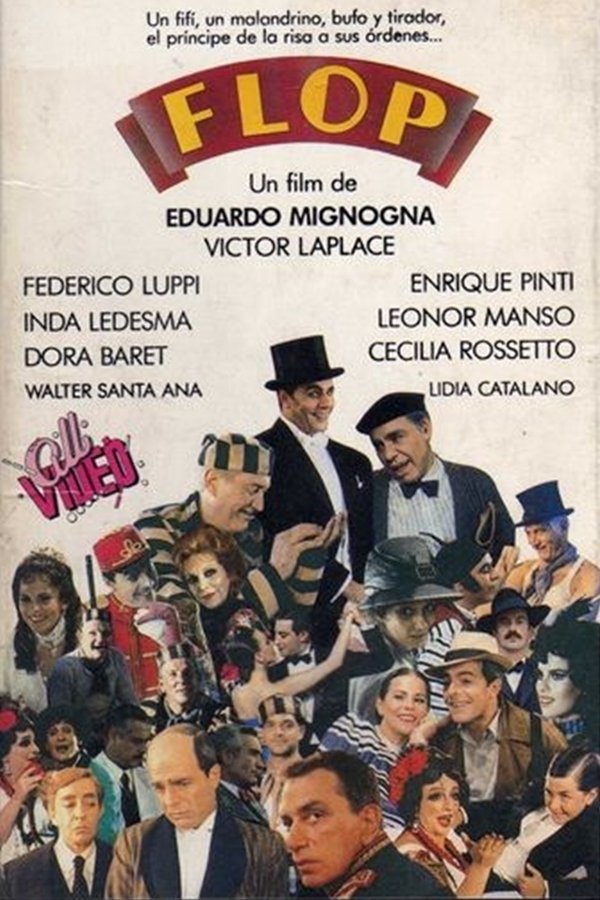 Un fifí, un malandrino, bufo y tirador,
el príncipe de la risa a sus órdenes...
FLOP
Un film de
EDUARDO MIGNOGNA
VICTOR LAPLACE
FEDERICO LUPPI
ENRIQUE PINTI
INDA LEDESMA
LEONOR MANSO
DORA BARET
CECILIA ROSSETTO
WALTER SANTA ANA
LIDIA CATALANO
all
VIDEO